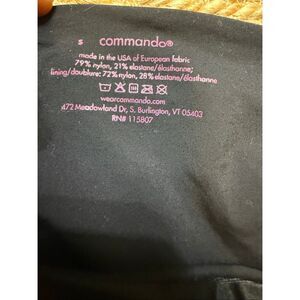 s commando®
made in the USA of European fabric
79% nylon, 21% elastane/élasthanne;
lining/doublure: 72% nylon, 28% elastane/élasthanne
wearcommando.com
472 Meadowland Dr, S. Burlington, VT 05403
RN# 115807